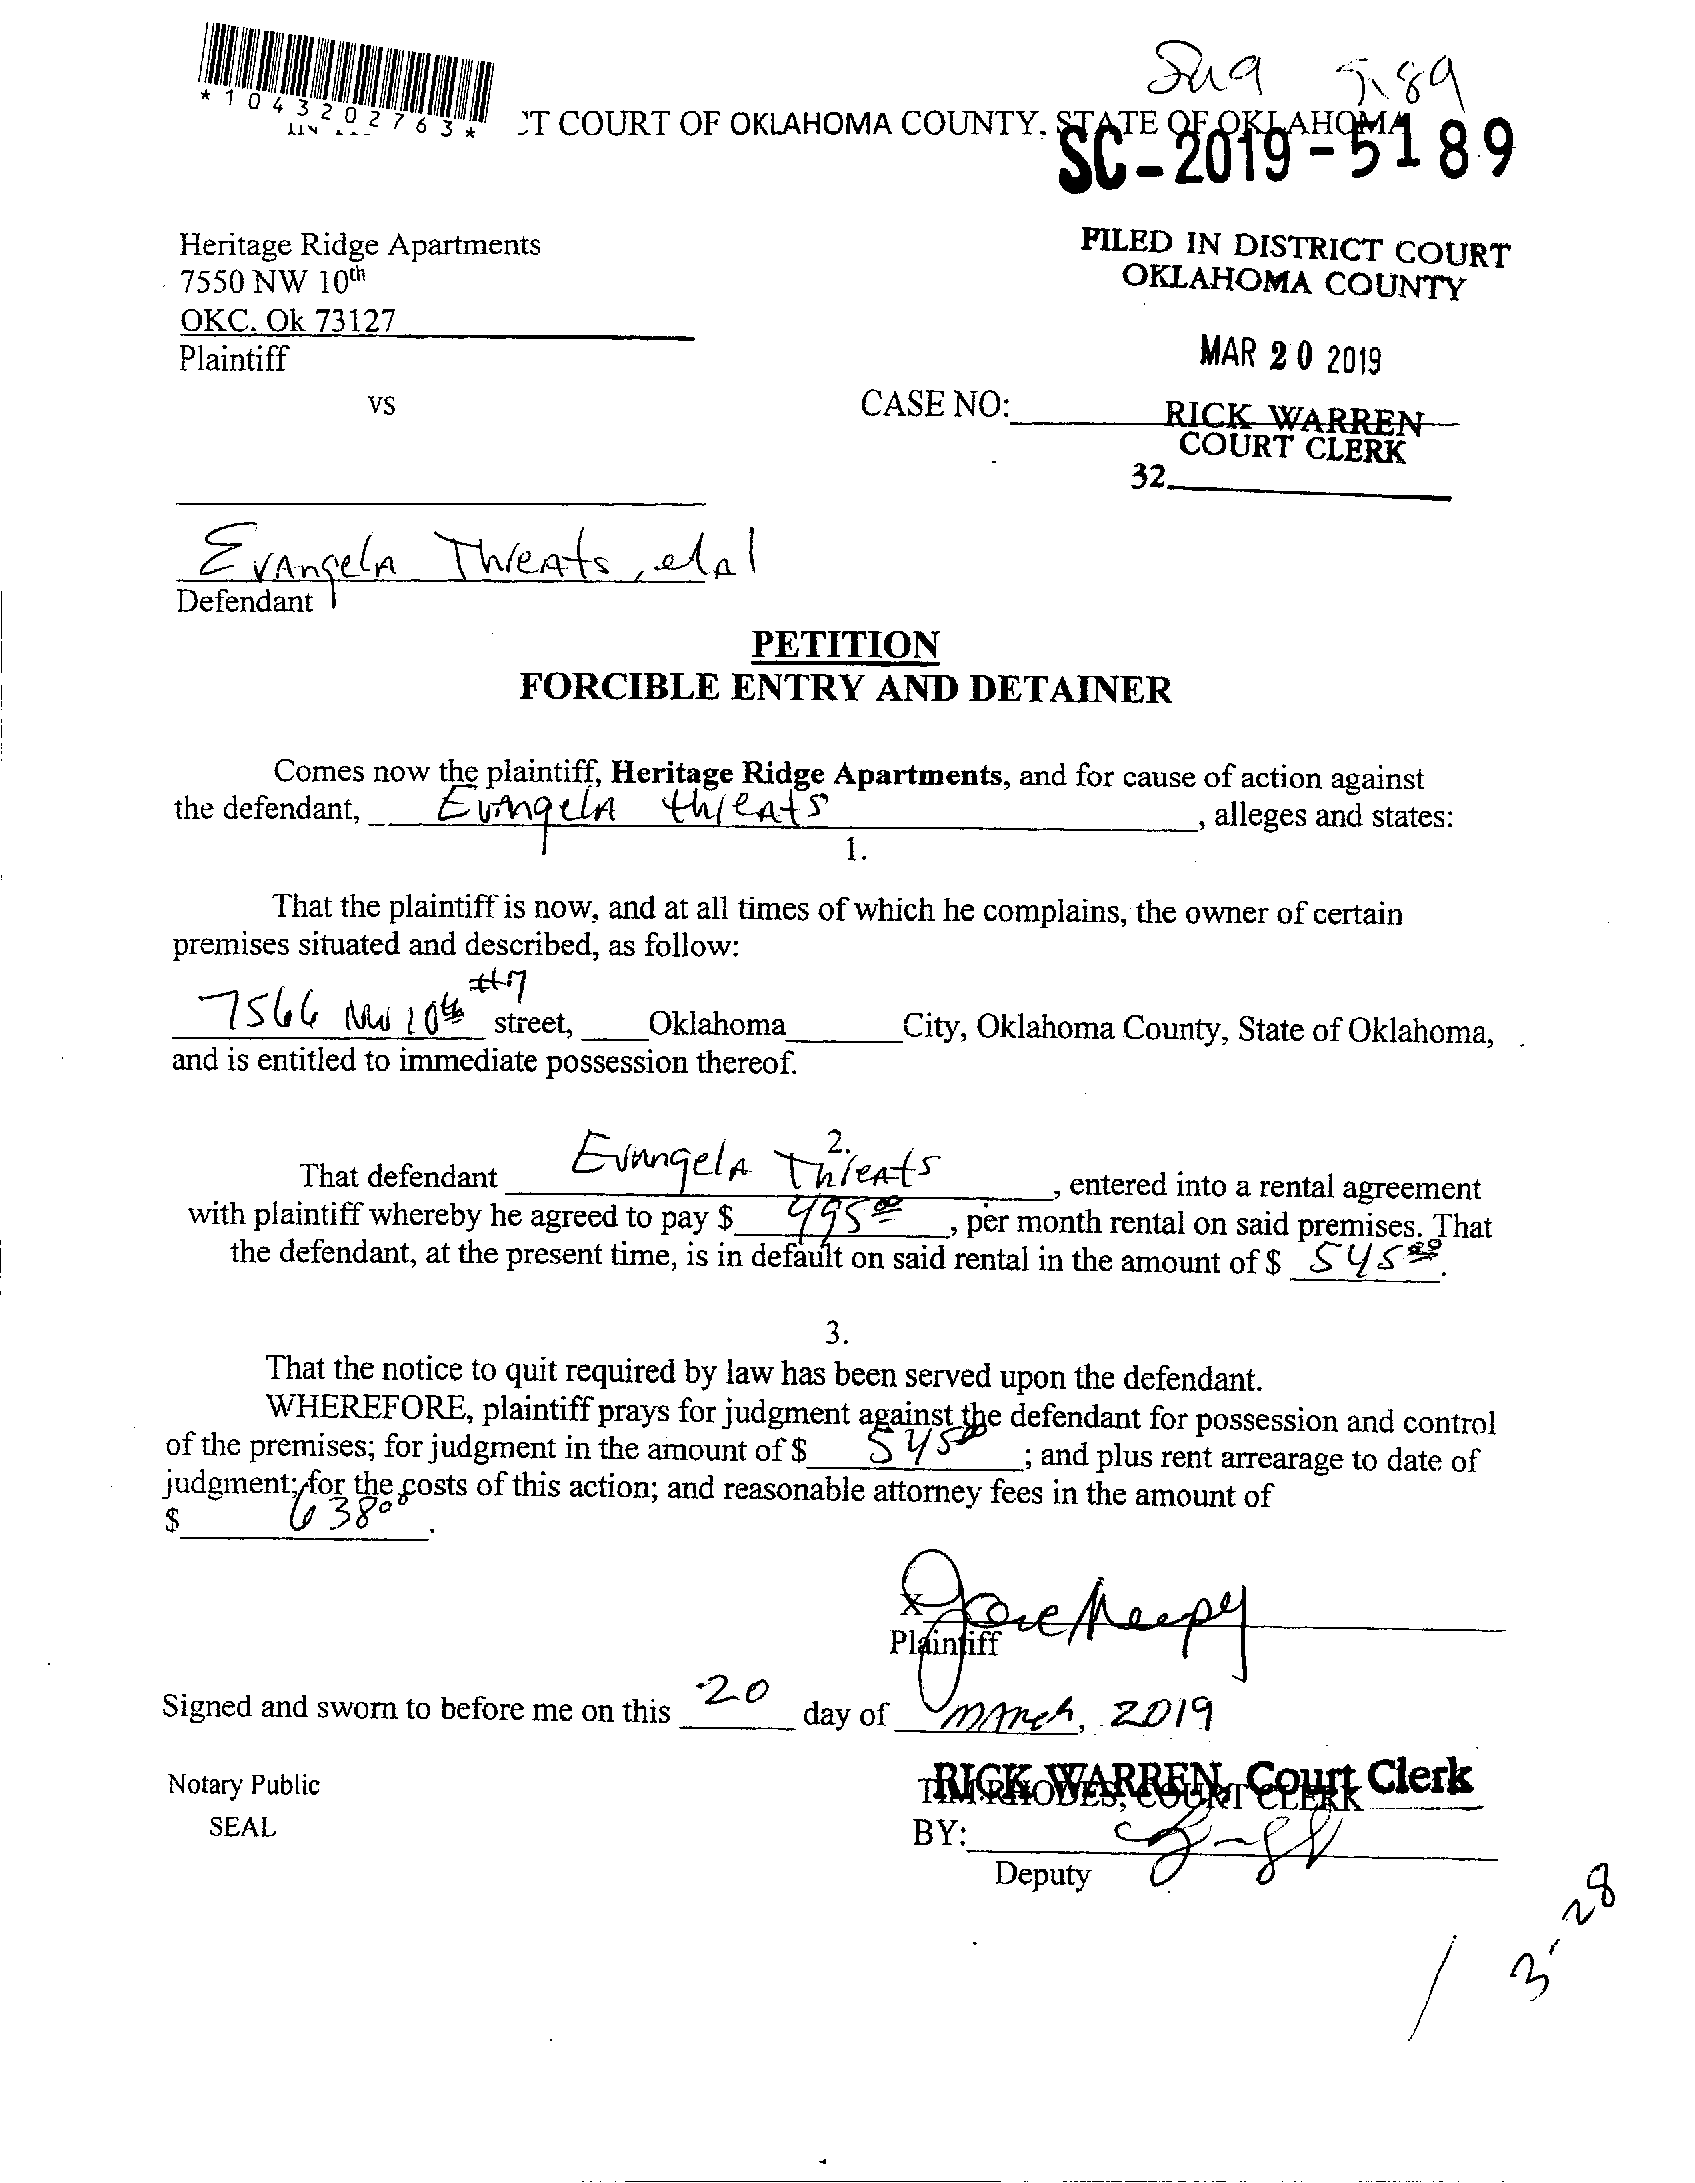 *1043202763*
CT COURT OF OKLAHOMA COUNTY, STATE OF OKLAHOMA
SC-2019-5189
Heritage Ridge Apartments
7550 NW 10th
OKC, Ok 73127
Plaintiff
vs
FILED IN DISTRICT COURT
OKLAHOMA COUNTY
MAR 20 2019
CASE NO:
RICK WARREN
COURT CLERK
32
Evangela Threats, etal
Defendant
PETITION
FORCIBLE ENTRY AND DETAINER
Comes now the plaintiff, Heritage Ridge Apartments, and for cause of action against
the defendant, Evangela threats, alleges and states:
1.
That the plaintiff is now, and at all times of which he complains, the owner of certain
premises situated and described, as follow:
7566 NW 10th #7 street, Oklahoma City, Oklahoma County, State of Oklahoma,
and is entitled to immediate possession thereof.
2.
That defendant Evangela Threats, entered into a rental agreement
with plaintiff whereby he agreed to pay $ 495 00, per month rental on said premises. That
the defendant, at the present time, is in default on said rental in the amount of $ 545 00.
3.
That the notice to quit required by law has been served upon the defendant.
WHEREFORE, plaintiff prays for judgment against the defendant for possession and control
of the premises; for judgment in the amount of $ 545 00; and plus rent arrearage to date of
judgment; for the costs of this action; and reasonable attorney fees in the amount of
$ 638 00.
x
Plaintiff
Signed and sworn to before me on this 20 day of March, 2019
Notary Public
SEAL
RICK WARREN, Court Clerk
TIM RHODES, COURT CLERK
BY:
Deputy
3-28